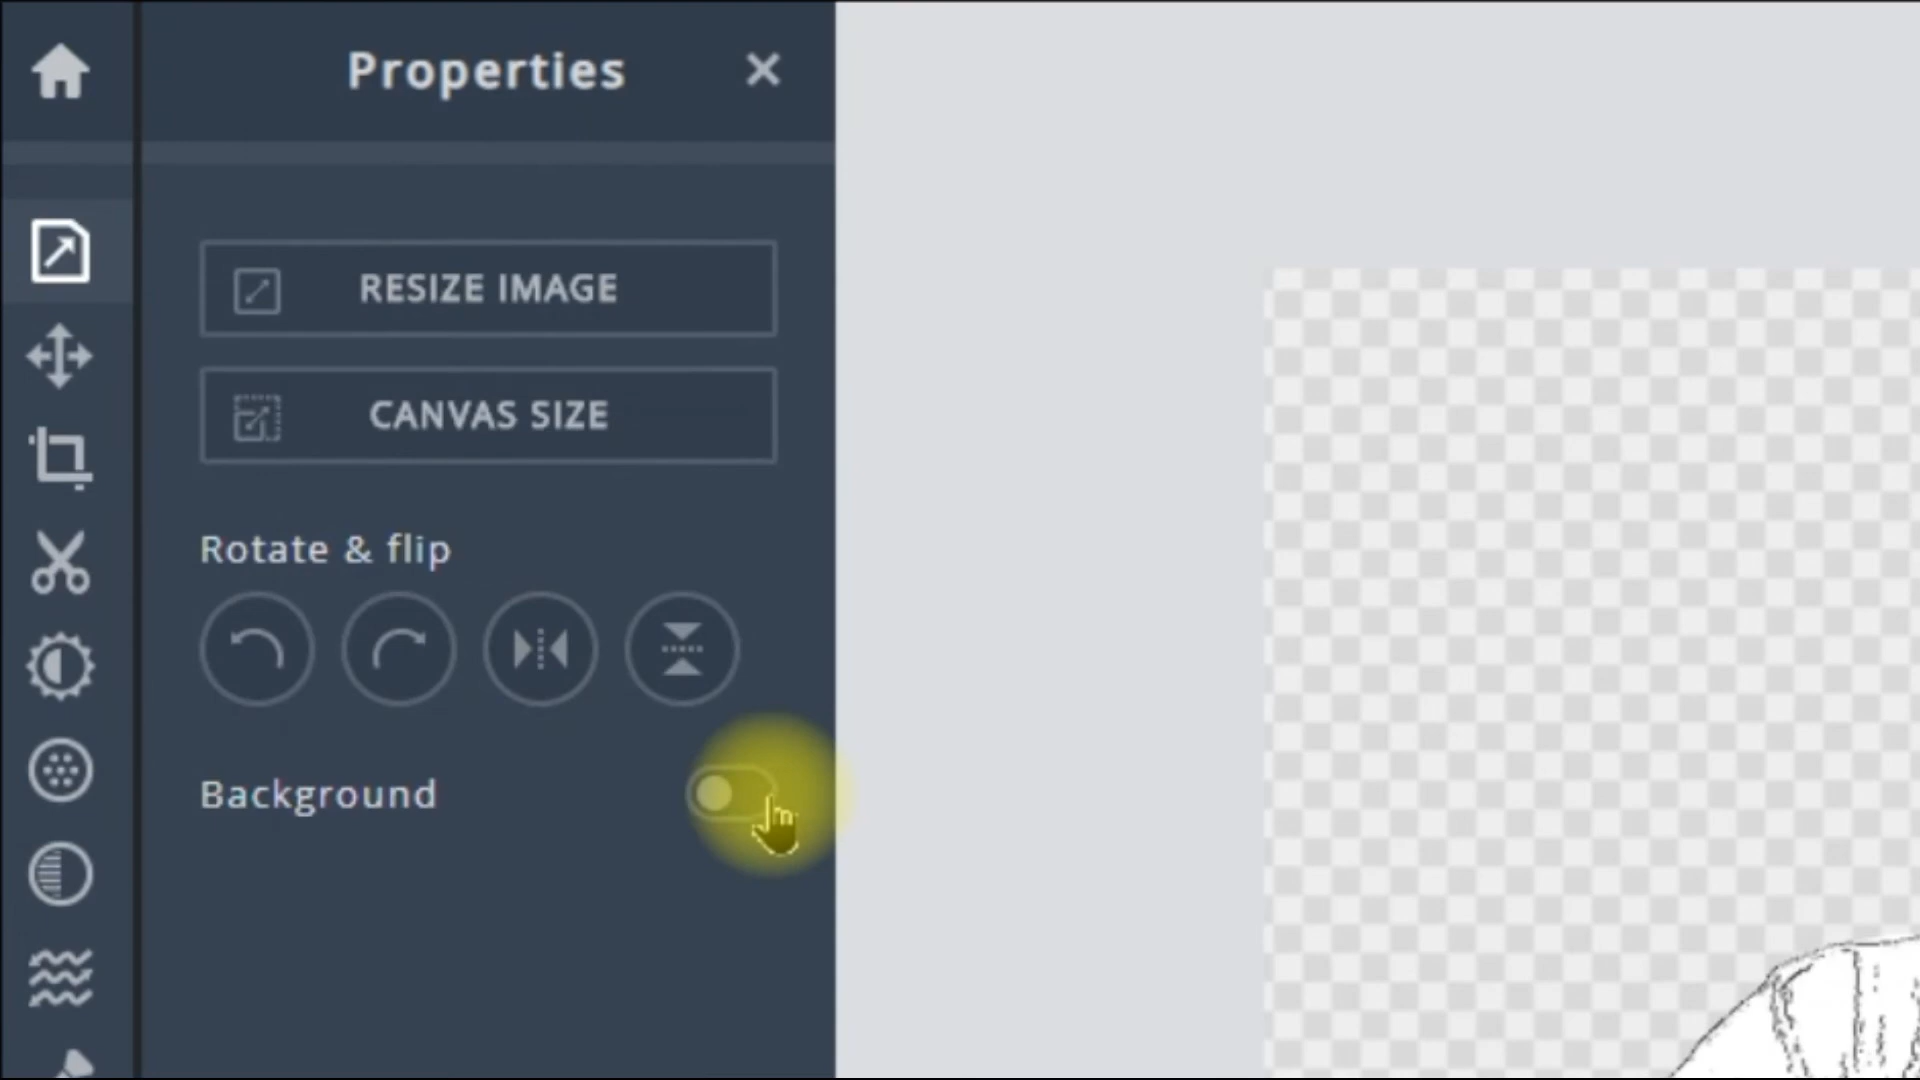 Properties
RESIZE IMAGE
CANVAS SIZE
Rotate & flip
Background